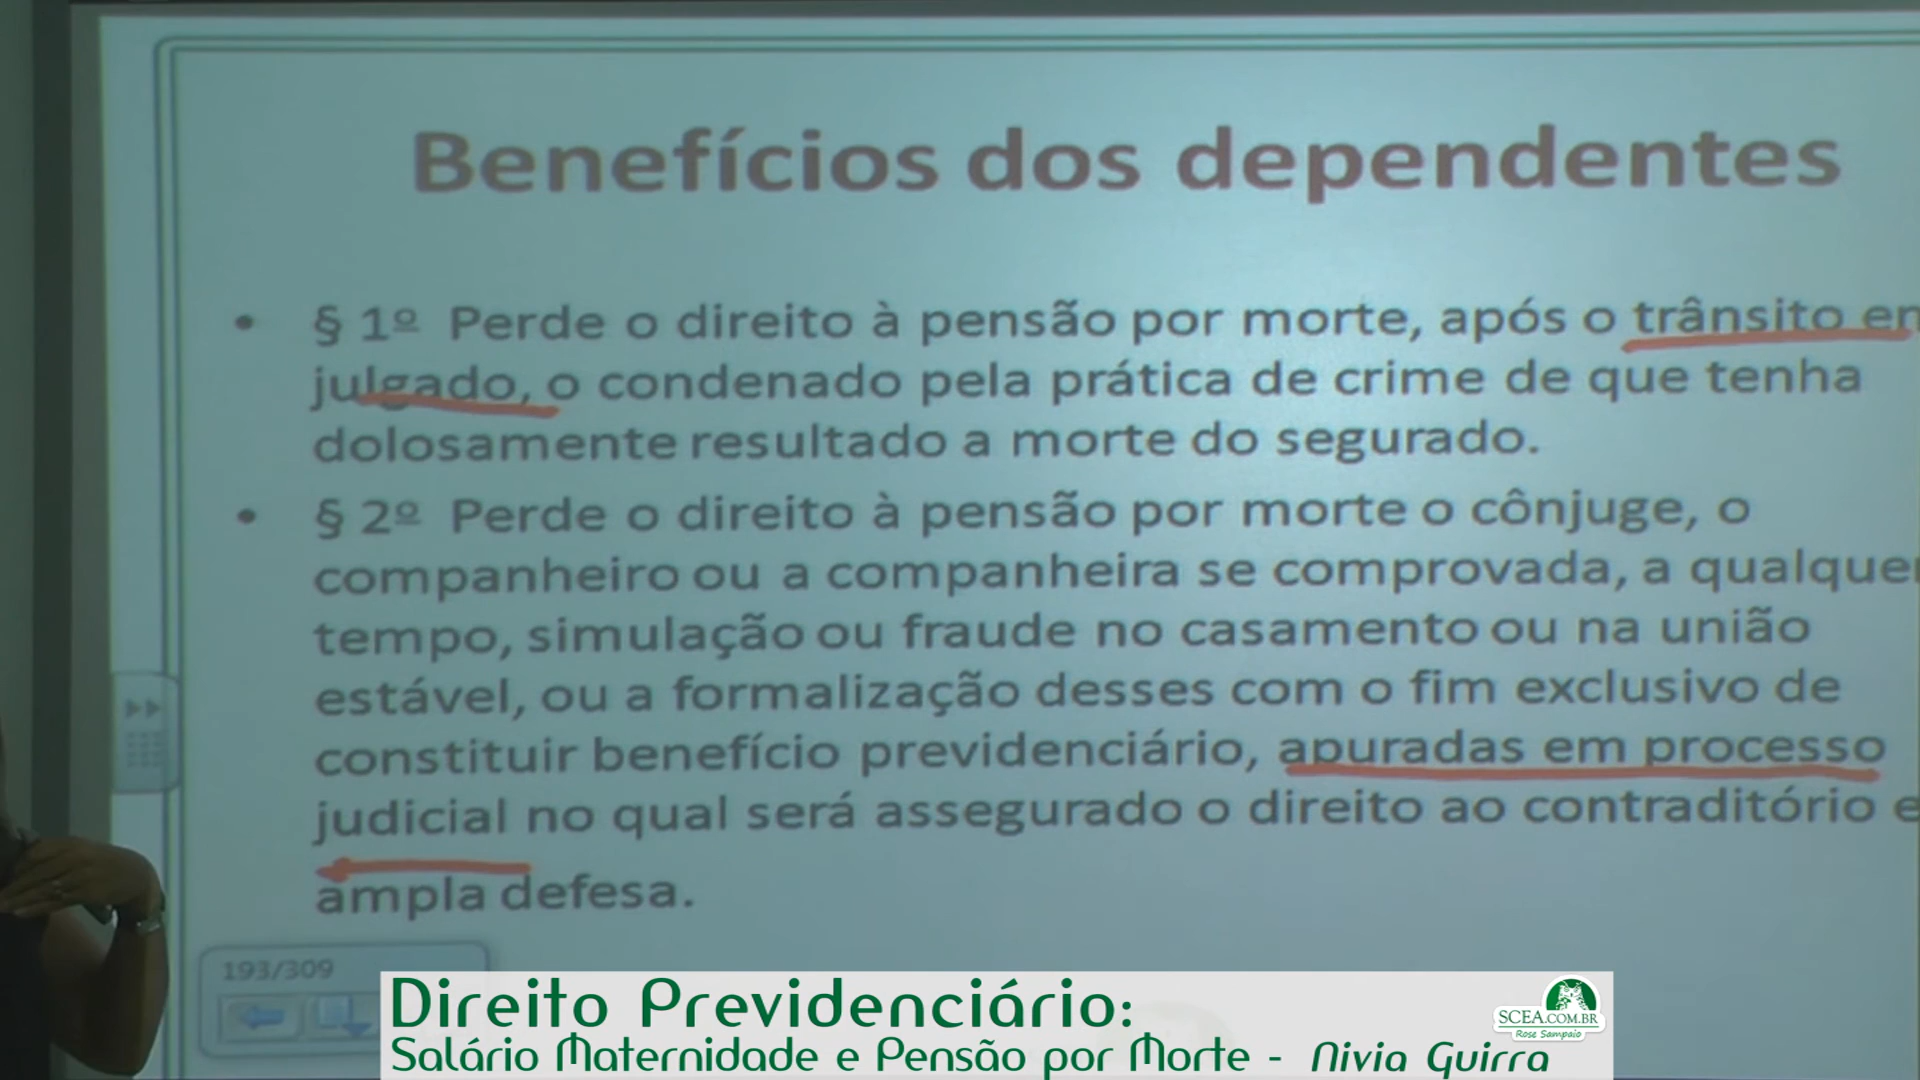 Benefícios dos dependentes
• § 1º Perde o direito à pensão por morte, após o trânsito em
julgado, o condenado pela prática de crime de que tenha
dolosamente resultado a morte do segurado.
• § 2º Perde o direito à pensão por morte o cônjuge, o
companheiro ou a companheira se comprovada, a qualquer
tempo, simulação ou fraude no casamento ou na união
estável, ou a formalização desses com o fim exclusivo de
constituir benefício previdenciário, apuradas em processo
judicial no qual será assegurado o direito ao contraditório e
ampla defesa.
193/309
Direito Previdenciário:
Salário Maternidade e Pensão por Morte - Nivia Guirra
SCEA.COM.BR
Rose Sampaio